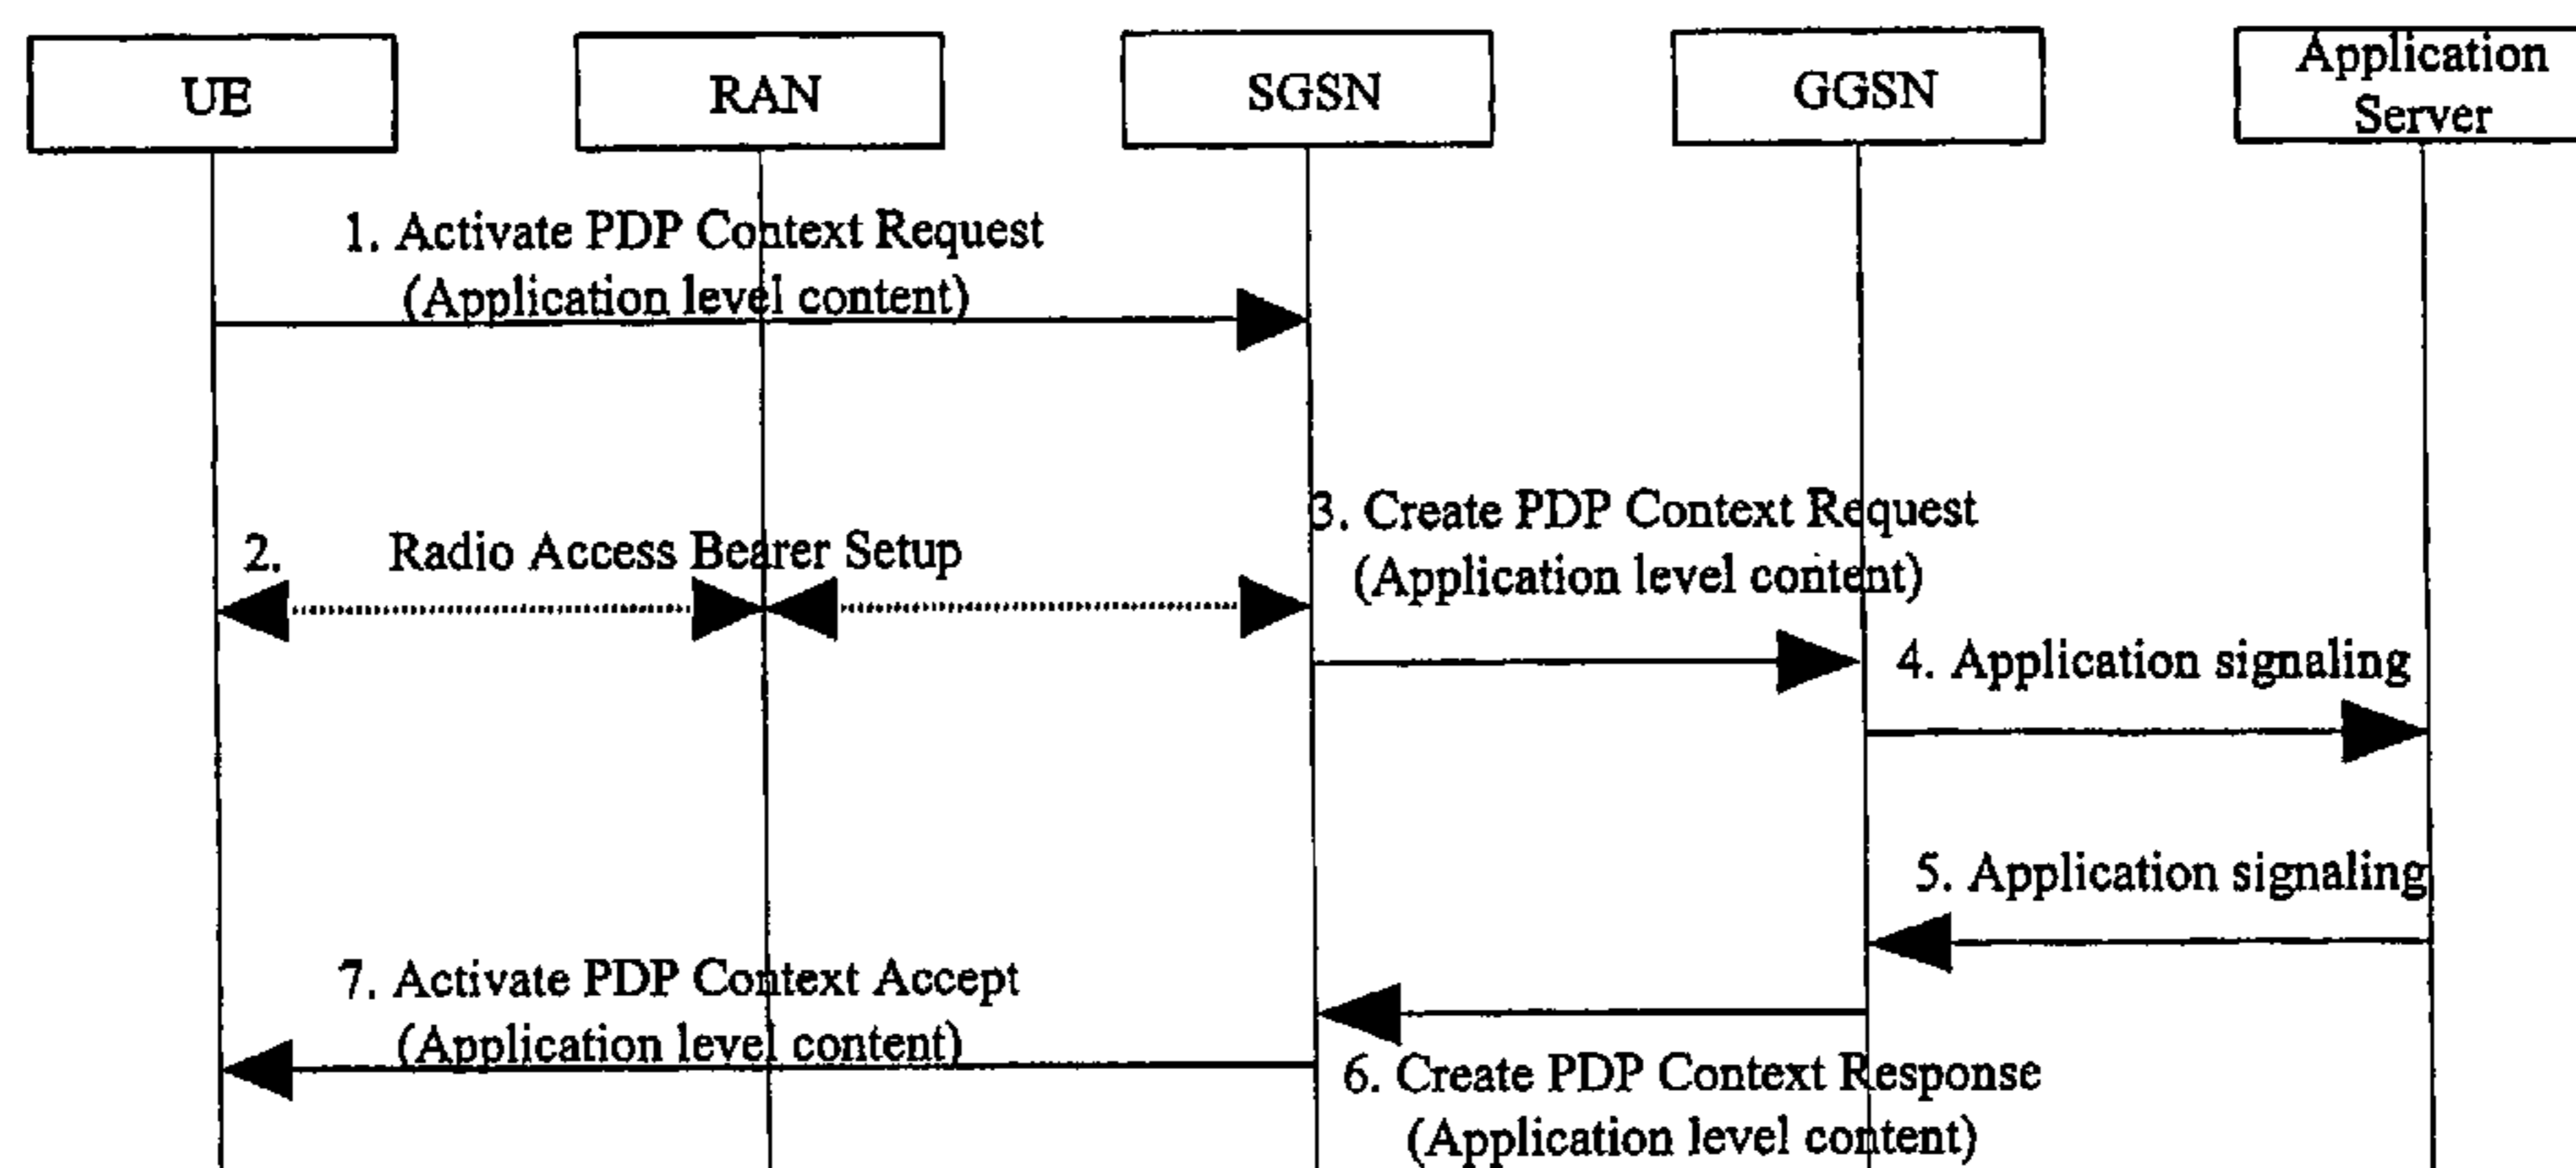 UE
RAN
SGSN
GGSN
Application
Server
1. Activate PDP Context Request
(Application level content)
2. Radio Access Bearer Setup
3. Create PDP Context Request
(Application level content)
4. Application signaling
5. Application signaling
7. Activate PDP Context Accept
(Application level content)
6. Create PDP Context Response
(Application level content)